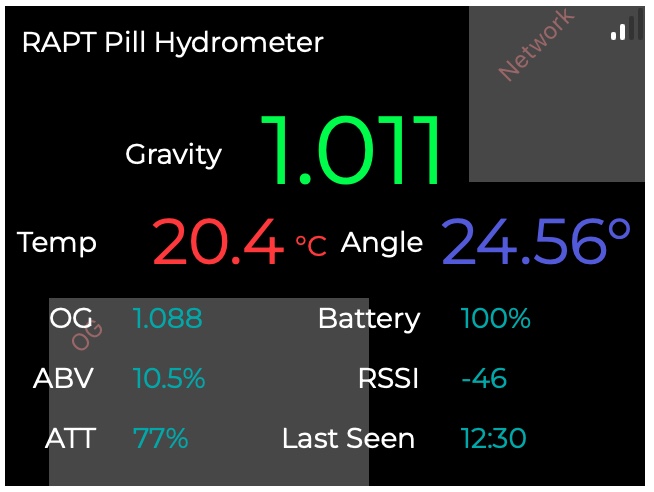 Network
RAPT Pill Hydrometer
Gravity 1.011
Temp 20.4 °C Angle 24.56°
OG 1.088 Battery 100%
OG
ABV 10.5% RSSI -46
ATT 77% Last Seen 12:30